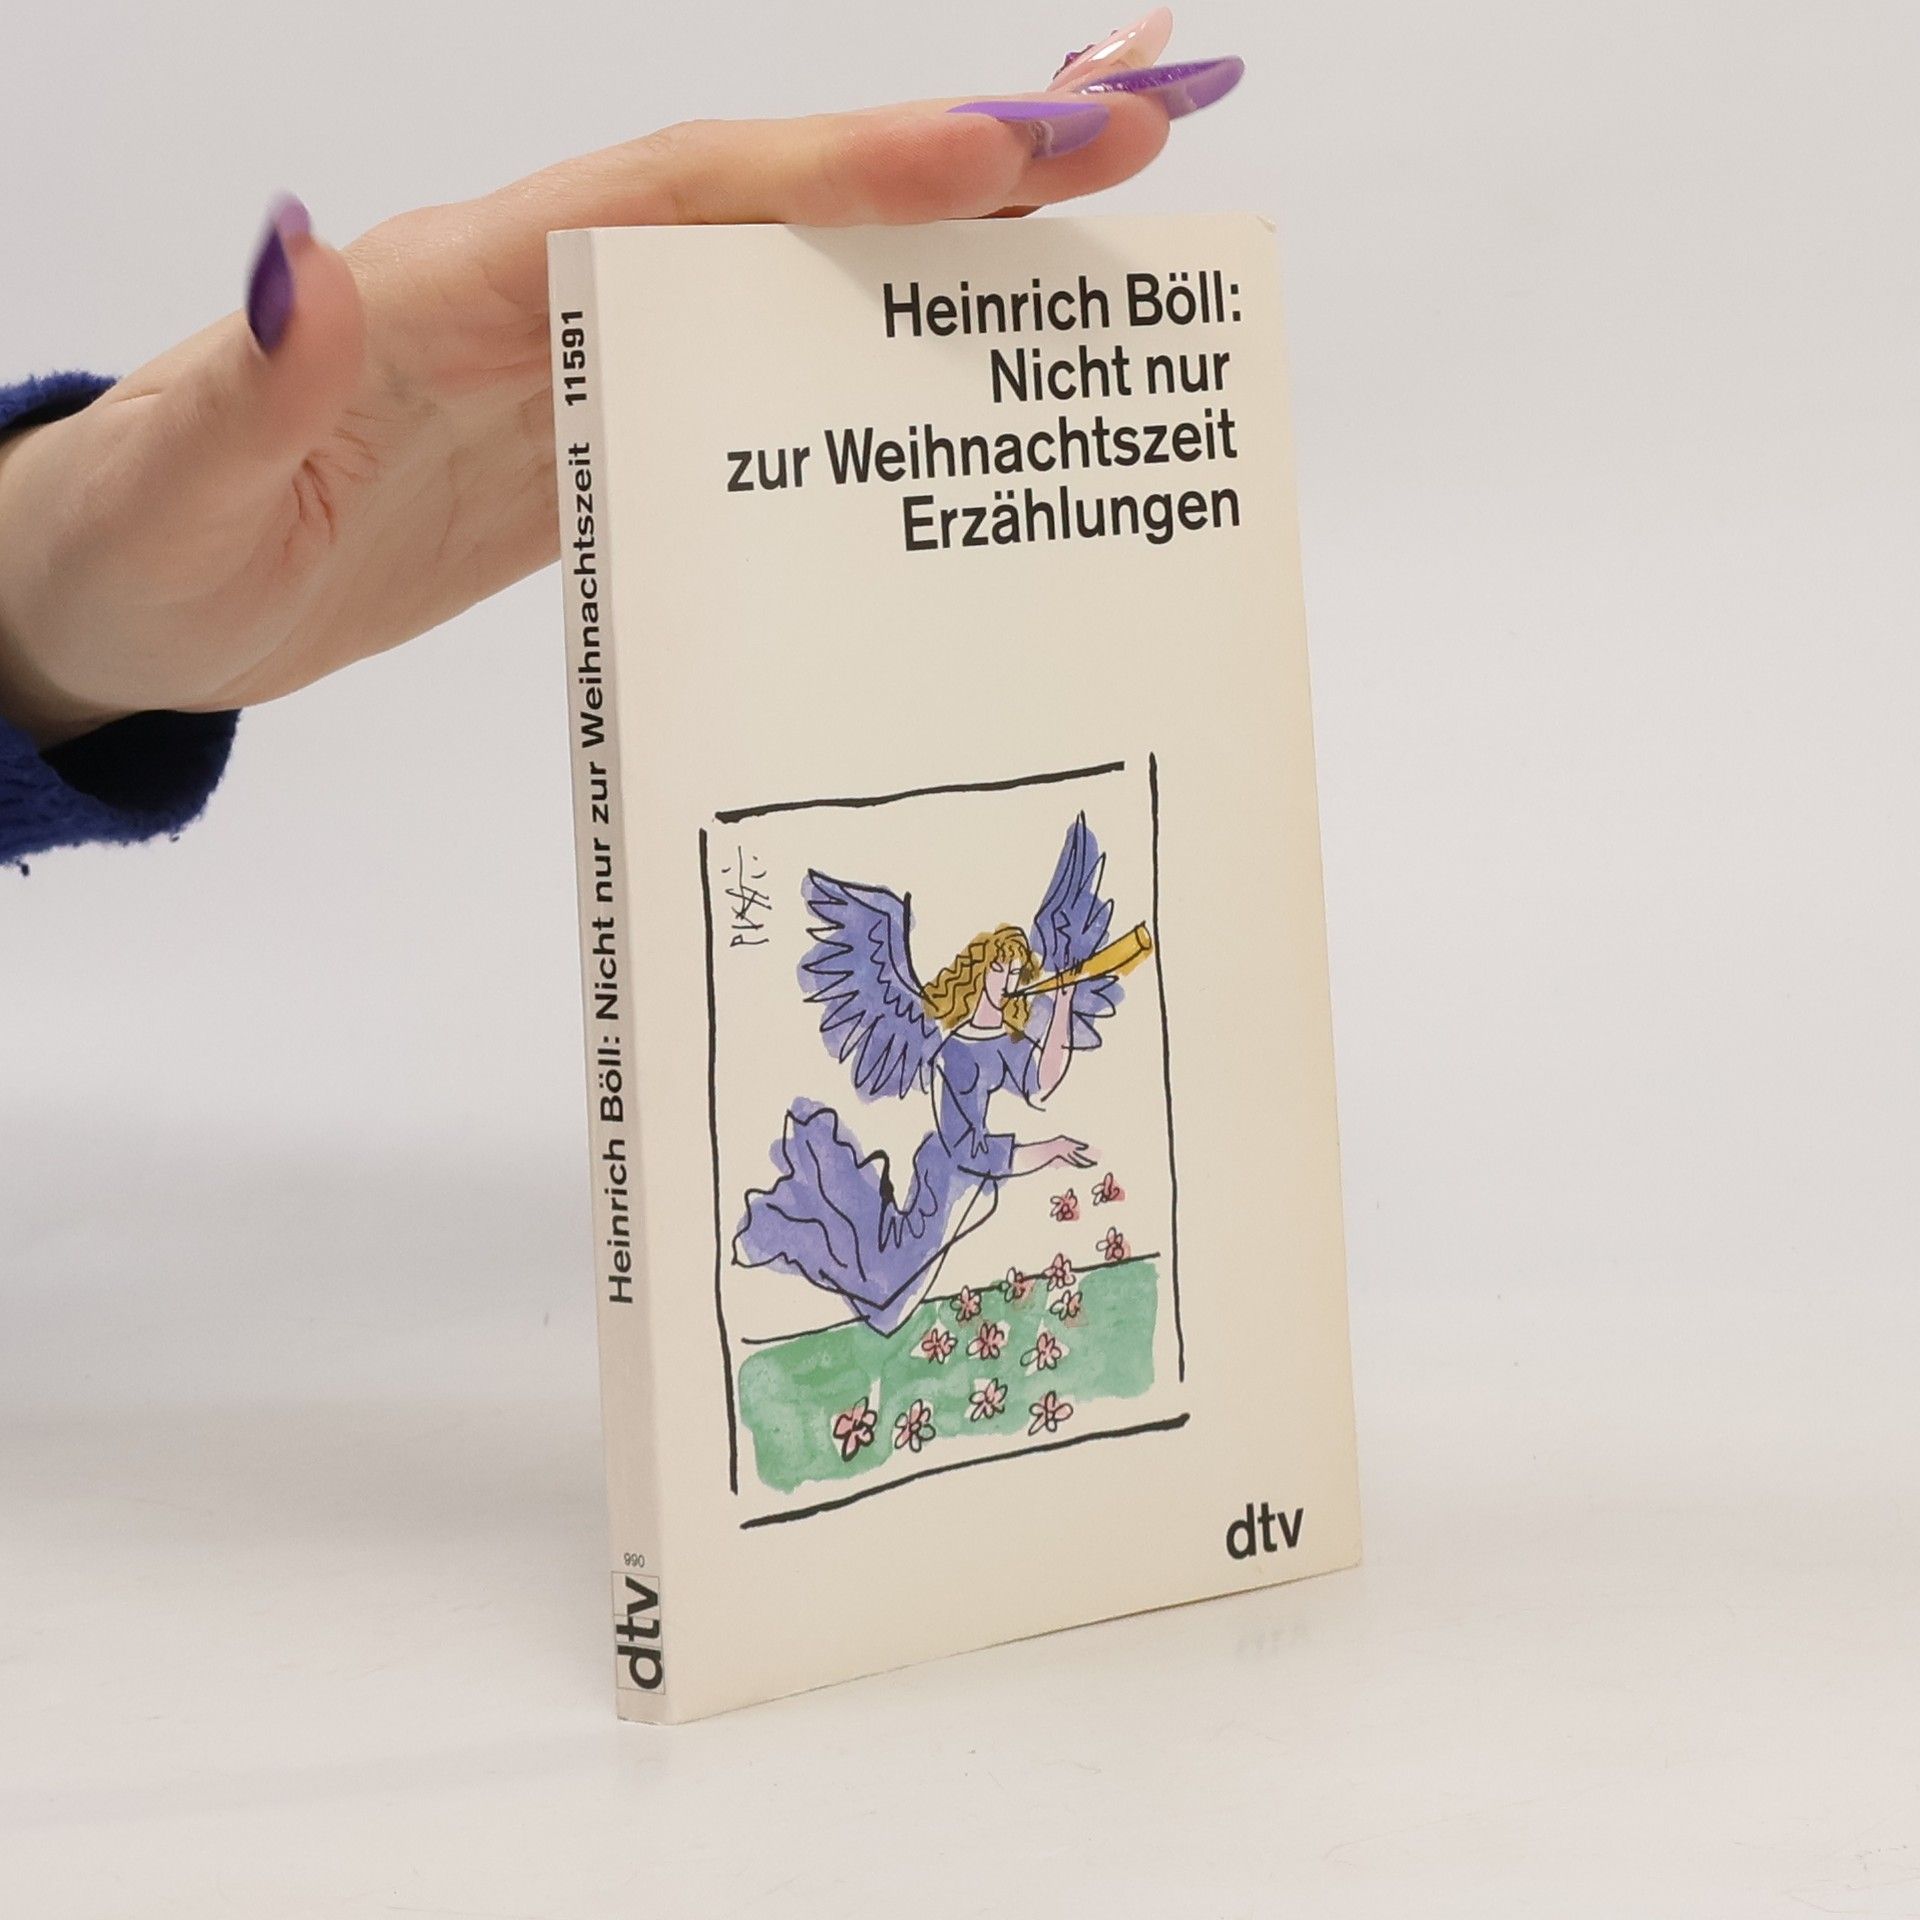 Heinrich Böll:
Nicht nur
zur Weihnachtszeit
Erzählungen
dtv
Heinrich Böll: Nicht nur zur Weihnachtszeit 11591
990
dtv